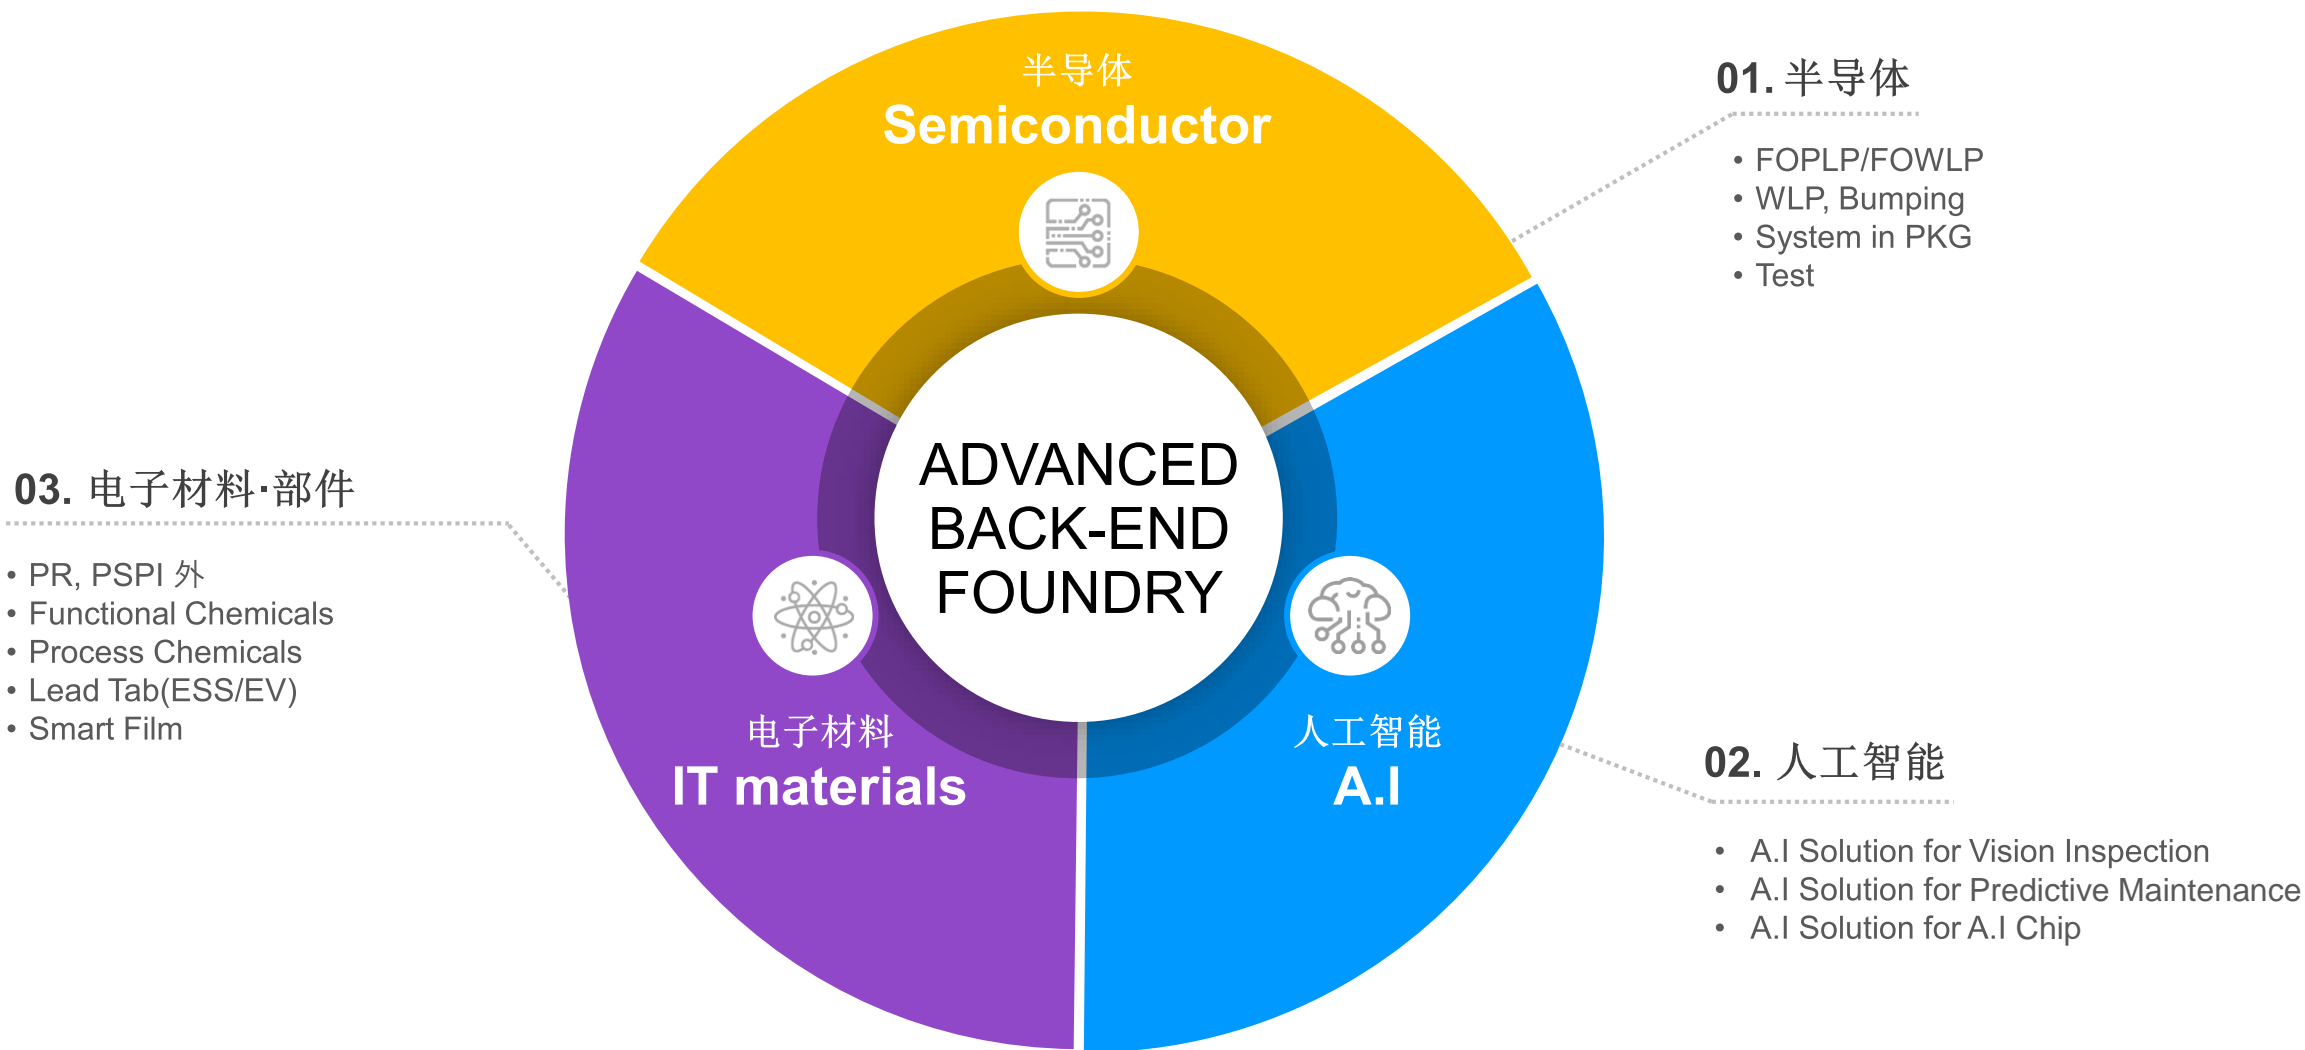 半导体
Semiconductor
ADVANCED
BACK-END
FOUNDRY
电子材料
IT materials
人工智能
A.I
01. 半导体
• FOPLP/FOWLP
• WLP, Bumping
• System in PKG
• Test
02. 人工智能
• A.I Solution for Vision Inspection
• A.I Solution for Predictive Maintenance
• A.I Solution for A.I Chip
03. 电子材料·部件
• PR, PSPI 外
• Functional Chemicals
• Process Chemicals
• Lead Tab(ESS/EV)
• Smart Film